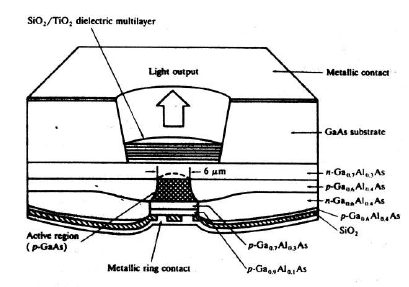 SiO₂/TiO₂ dielectric multilayer
Light output
Metallic contact
GaAs substrate
6 μm
n-Ga₀.₇Al₀.₃As
p-Ga₀.₆Al₀.₄As
n-Ga₀.₆Al₀.₄As
p-Ga₀.₆Al₀.₄As
SiO₂
Active region
(p-GaAs)
p-Ga₀.₇Al₀.₃As
Metallic ring contact
p-Ga₀.₉Al₀.₁As